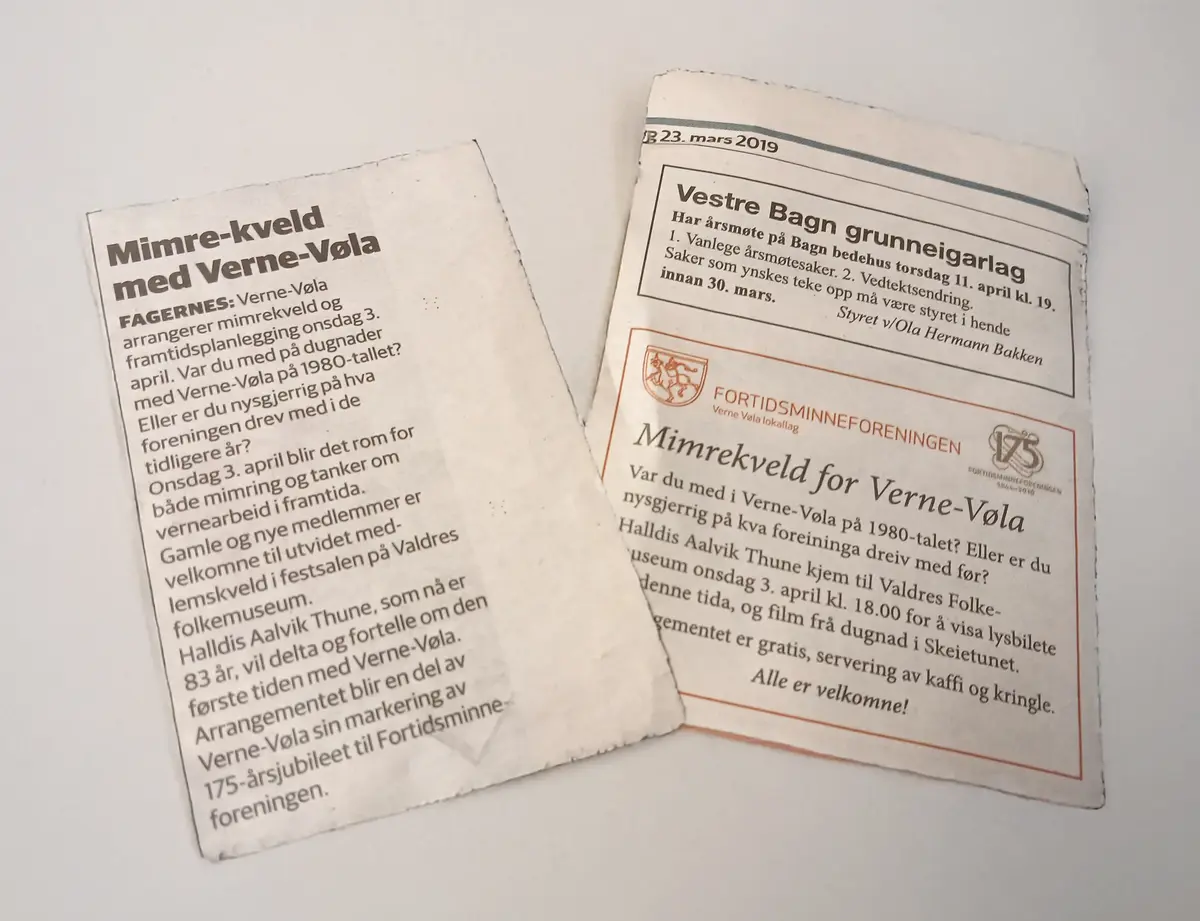 Mimre-kveld
med Verne-Vøla
FAGERNES: Verne-Vøla
arrangerer mimrekveld og
framtidsplanlegging onsdag 3.
april. Var du med på dugnader
med Verne-Vøla på 1980-tallet?
Eller er du nysgjerrig på hva
foreningen drev med i de
tidligere år?
Onsdag 3. april blir det rom for
både mimring og tanker om
vernearbeid i framtida.
Gamle og nye medlemmer er
velkomne til utvidet med-
lemskveld i festsalen på Valdres
folkemuseum.
Halldis Aalvik Thune, som nå er
83 år, vil delta og fortelle om den
første tiden med Verne-Vøla.
Arrangementet blir en del av
Verne-Vøla sin markering av
175-årsjubileet til Fortidsminne-
foreningen.
g 23. mars 2019
Vestre Bagn grunneigarlag
Har årsmøte på Bagn bedehus torsdag 11. april kl. 19.
1. Vanlege årsmøtesaker. 2. Vedtektsendring.
Saker som ynskes teke opp må være styret i hende
innan 30. mars.
Styret v/Ola Hermann Bakken
FORTIDSMINNEFORENINGEN
Verne Vøla lokallag
175
FORTIDSMINNEFORENINGEN
Mimrekveld for Verne-Vøla
Var du med i Verne-Vøla på 1980-talet? Eller er du
nysgjerrig på kva foreininga dreiv med før?
Halldis Aalvik Thune kjem til Valdres Folke-
useum onsdag 3. april kl. 18.00 for å visa lysbilete
denne tida, og film frå dugnad i Skeietunet.
gementet er gratis, servering av kaffi og kringle.
Alle er velkomne!